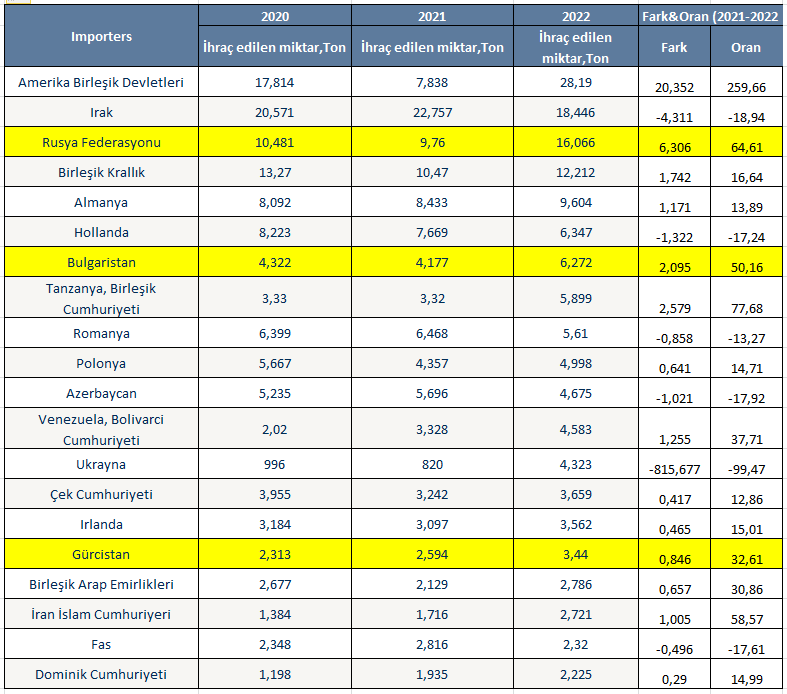 Importers 2020 2021 2022 Fark&Oran (2021-2022
İhraç edilen miktar,Ton İhraç edilen miktar,Ton İhraç edilen miktar,Ton Fark Oran
Amerika Birleşik Devletleri 17,814 7,838 28,19 20,352 259,66
Irak 20,571 22,757 18,446 -4,311 -18,94
Rusya Federasyonu 10,481 9,76 16,066 6,306 64,61
Birleşik Krallık 13,27 10,47 12,212 1,742 16,64
Almanya 8,092 8,433 9,604 1,171 13,89
Hollanda 8,223 7,669 6,347 -1,322 -17,24
Bulgaristan 4,322 4,177 6,272 2,095 50,16
Tanzanya, Birleşik
Cumhuriyeti 3,33 3,32 5,899 2,579 77,68
Romanya 6,399 6,468 5,61 -0,858 -13,27
Polonya 5,667 4,357 4,998 0,641 14,71
Azerbaycan 5,235 5,696 4,675 -1,021 -17,92
Venezuela, Bolivarci
Cumhuriyeti 2,02 3,328 4,583 1,255 37,71
Ukrayna 996 820 4,323 -815,677 -99,47
Çek Cumhuriyeti 3,955 3,242 3,659 0,417 12,86
Irlanda 3,184 3,097 3,562 0,465 15,01
Gürcistan 2,313 2,594 3,44 0,846 32,61
Birleşik Arap Emirlikleri 2,677 2,129 2,786 0,657 30,86
İran İslam Cumhuriyeri 1,384 1,716 2,721 1,005 58,57
Fas 2,348 2,816 2,32 -0,496 -17,61
Dominik Cumhuriyeti 1,198 1,935 2,225 0,29 14,99